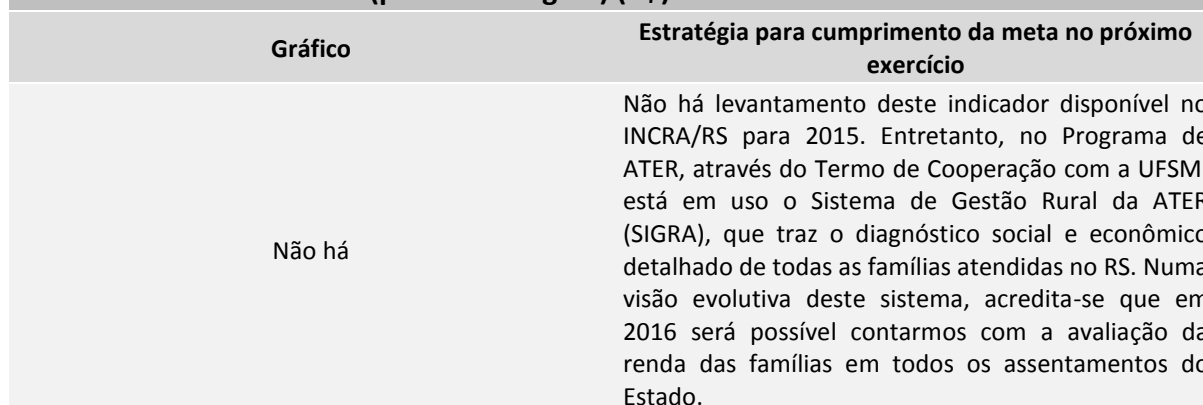 Gráfico
Estratégia para cumprimento da meta no próximo
exercício
Não há
Não há levantamento deste indicador disponível no
INCRA/RS para 2015. Entretanto, no Programa de
ATER, através do Termo de Cooperação com a UFSM
está em uso o Sistema de Gestão Rural da ATER
(SIGRA), que traz o diagnóstico social e econômico
detalhado de todas as famílias atendidas no RS. Numa
visão evolutiva deste sistema, acredita-se que em
2016 será possível contarmos com a avaliação da
renda das famílias em todos os assentamentos do
Estado.